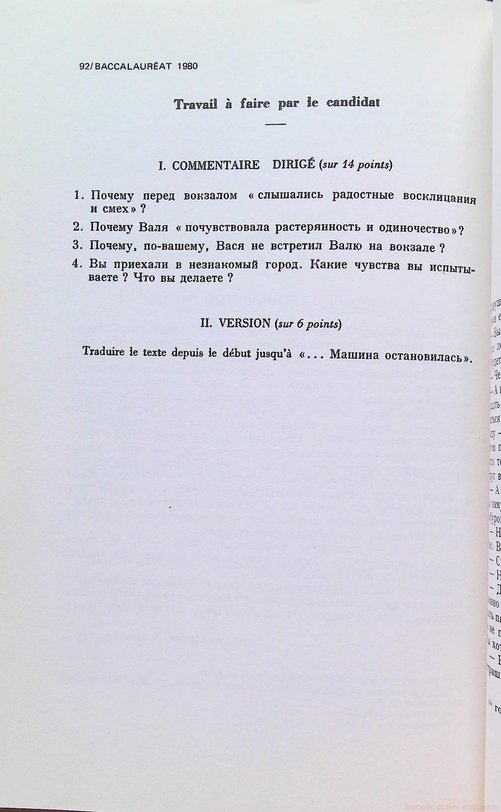 92/BACCALAURÉAT 1980
Travail à faire par le candidat
I. COMMENTAIRE DIRIGÉ (sur 14 points)
1. Почему перед вокзалом « слышались радостные восклицания
и смех » ?
2. Почему Валя « почувствовала растерянность и одиночество » ?
3. Почему, по-вашему, Вася не встретил Валю на вокзале ?
4. Вы приехали в незнакомый город. Какие чувства вы испыты-
ваете ? Что вы делаете ?
II. VERSION (sur 6 points)
Traduire le texte depuis le début jusqu'à «... Машина остановилась».